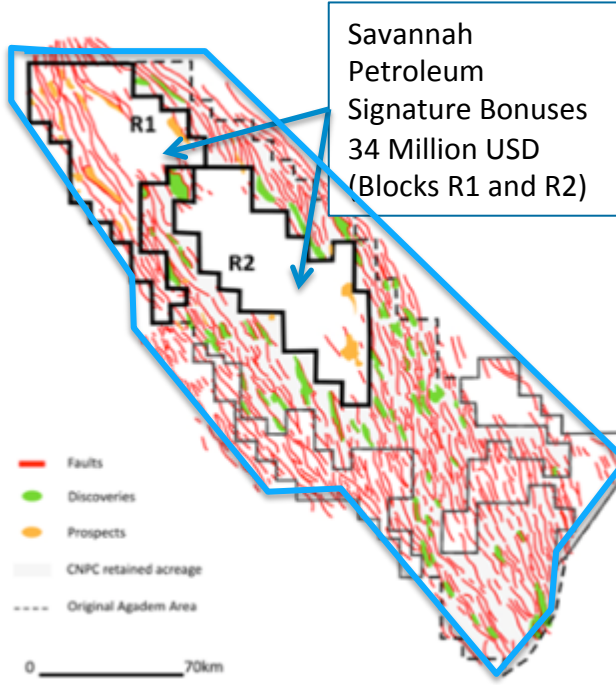 Savannah
Petroleum
Signature Bonuses
34 Million USD
(Blocks R1 and R2)
R1
R2
Faults
Discoveries
Prospects
CNPC retained acreage
Original Agadem Area
0 70km